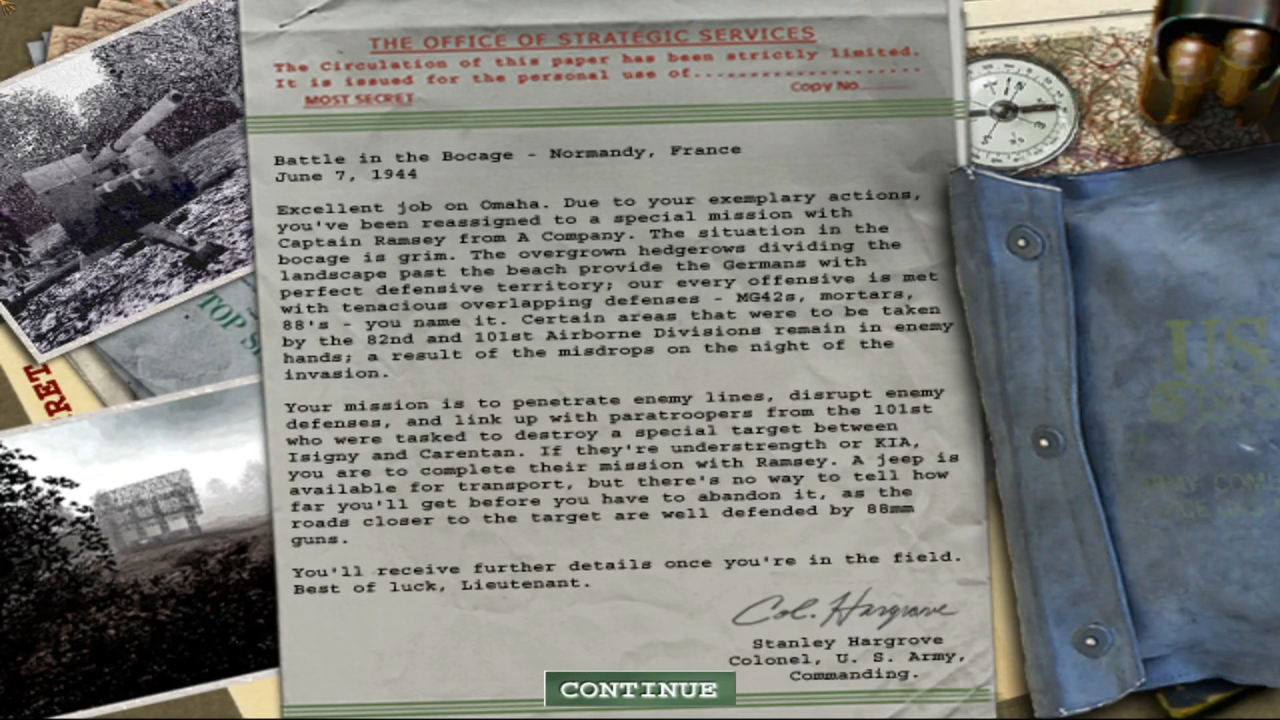 THE OFFICE OF STRATEGIC SERVICES
The Circulation of this paper has been strictly limited.
It is issued for the personal use of...................
MOST SECRET
Copy No........
Battle in the Bocage - Normandy, France
June 7, 1944
Excellent job on Omaha. Due to your exemplary actions,
you've been reassigned to a special mission with
Captain Ramsey from A Company. The situation in the
bocage is grim. The overgrown hedgerows dividing the
landscape past the beach provide the Germans with
perfect defensive territory; our every offensive is met
with tenacious overlapping defenses - MG42s, mortars,
88's - you name it. Certain areas that were to be taken
by the 82nd and 101st Airborne Divisions remain in enemy
hands; a result of the misdrops on the night of the
invasion.
Your mission is to penetrate enemy lines, disrupt enemy
defenses, and link up with paratroopers from the 101st
who were tasked to destroy a special target between
Isigny and Carentan. If they're understrength or KIA,
you are to complete their mission with Ramsey. A jeep is
available for transport, but there's no way to tell how
far you'll get before you have to abandon it, as the
roads closer to the target are well defended by 88mm
guns.
You'll receive further details once you're in the field.
Best of luck, Lieutenant.
Col. Hargrove
Stanley Hargrove
Colonel, U. S. Army,
Commanding.
CONTINUE
TOP S
RET
US